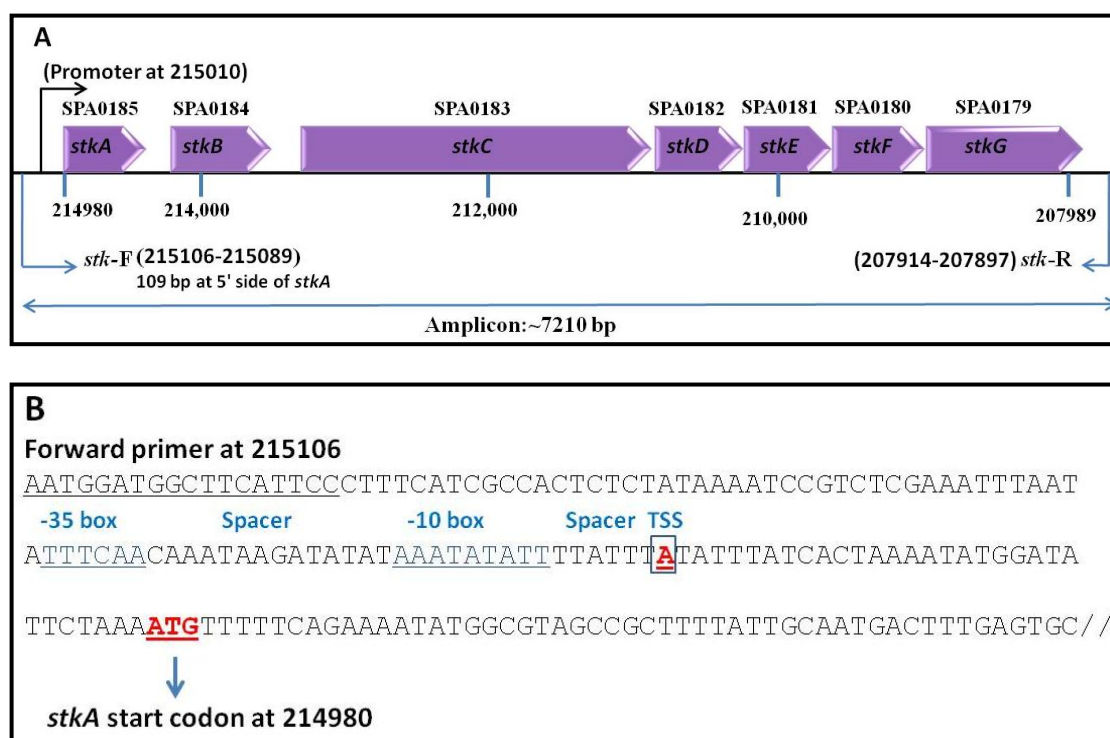 A
(Promoter at 215010)
SPA0185 SPA0184 SPA0183 SPA0182 SPA0181 SPA0180 SPA0179
stkA stkB stkC stkD stkE stkF stkG
214980 214,000 212,000 210,000 207989
stk-F (215106-215089) (207914-207897) stk-R
109 bp at 5' side of stkA
Amplicon:~7210 bp
B
Forward primer at 215106
AATGGATGGCTTCATTCCCTTTCATCGCCACTCTCTATAAAATCCGTCTCGAAATTTAAT
-35 box Spacer -10 box Spacer TSS
ATTTCAACAAATAAGATATATAAATATATTTTATTTATATTTATCACTAAAATATGGATA
TTCTAAAATGTTTTTCAGAAAATATGGCGTAGCCGCTTTTATTGCAATGACTTTGAGTGC//
stkA start codon at 214980